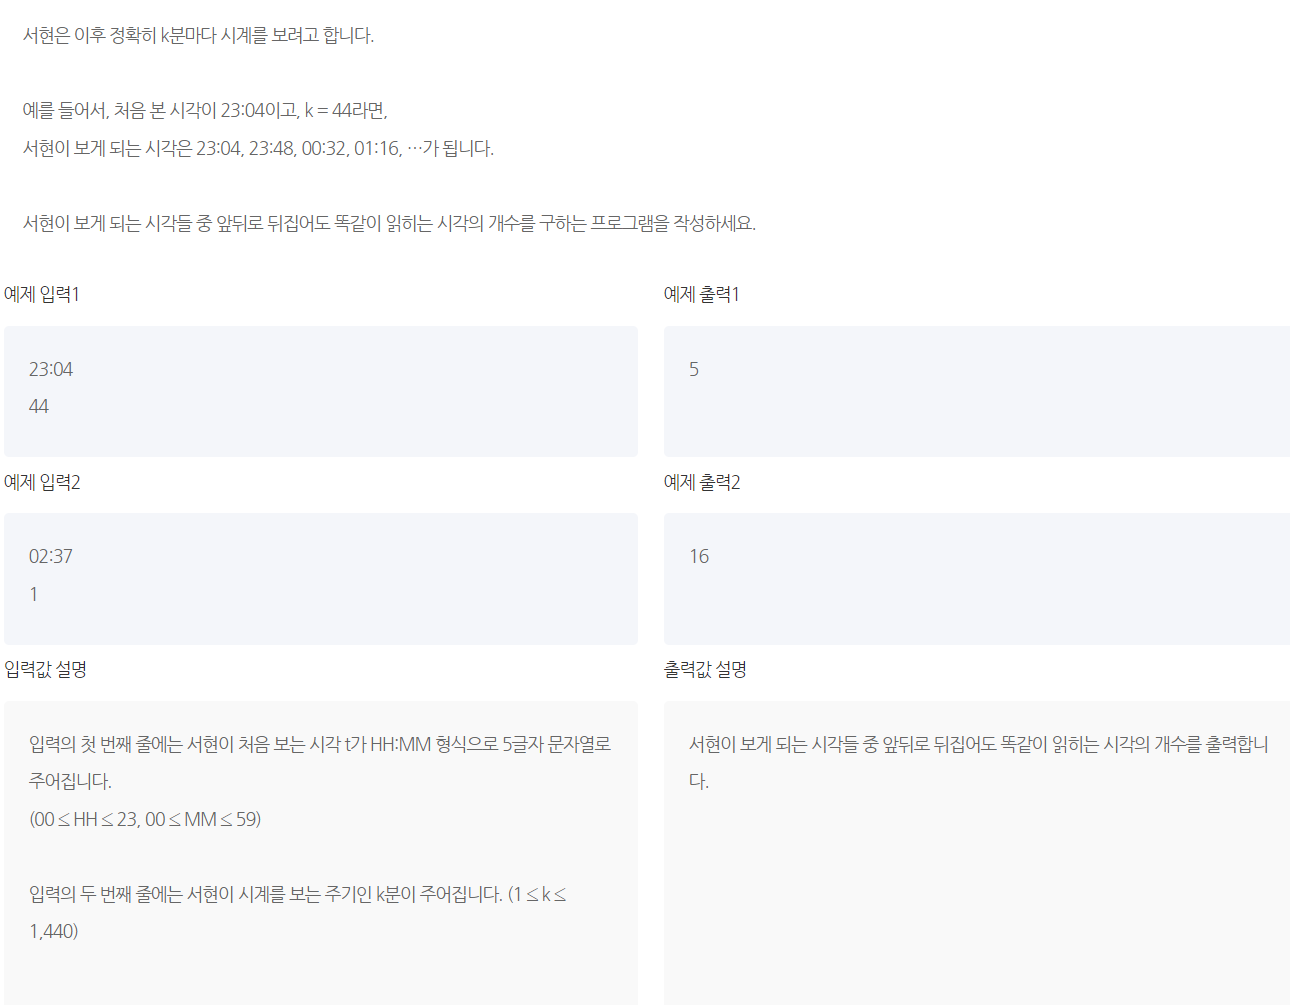 서현은 이후 정확히 k분마다 시계를 보려고 합니다.
예를 들어서, 처음 본 시각이 23:04이고, k = 44라면,
서현이 보게 되는 시각은 23:04, 23:48, 00:32, 01:16, …가 됩니다.
서현이 보게 되는 시각들 중 앞뒤로 뒤집어도 똑같이 읽히는 시각의 개수를 구하는 프로그램을 작성하세요.
예제 입력1
예제 출력1
23:04
44
5
예제 입력2
예제 출력2
02:37
1
16
입력값 설명
출력값 설명
입력의 첫 번째 줄에는 서현이 처음 보는 시각 t가 HH:MM 형식으로 5글자 문자열로
주어집니다.
(00 ≤ HH ≤ 23, 00 ≤ MM ≤ 59)
입력의 두 번째 줄에는 서현이 시계를 보는 주기인 k분이 주어집니다. (1 ≤ k ≤
1,440)
서현이 보게 되는 시각들 중 앞뒤로 뒤집어도 똑같이 읽히는 시각의 개수를 출력합니
다.